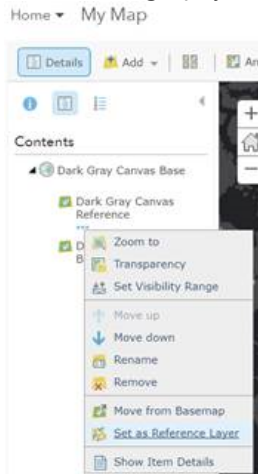 Home ▾ My Map
Details Add ▾
Contents
Dark Gray Canvas Base
Dark Gray Canvas
Reference
Zoom to
Transparency
Set Visibility Range
Move up
Move down
Rename
Remove
Move from Basemap
Set as Reference Layer
Show Item Details